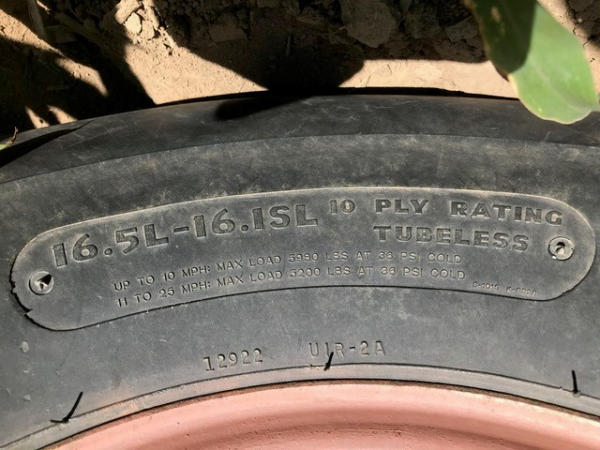 16.5L-16.1SL 10 PLY RATING
TUBELESS
UP TO 10 MPH: MAX LOAD 5980 LBS AT 36 PSI COLD
11 TO 25 MPH: MAX LOAD 5200 LBS AT 36 PSI COLD
12922 UIR-2A